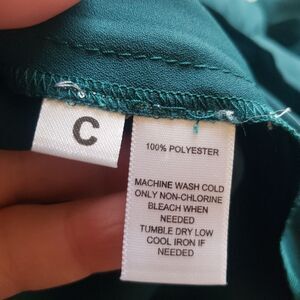 C
100% POLYESTER
MACHINE WASH COLD
ONLY NON-CHLORINE
BLEACH WHEN
NEEDED
TUMBLE DRY LOW
COOL IRON IF
NEEDED